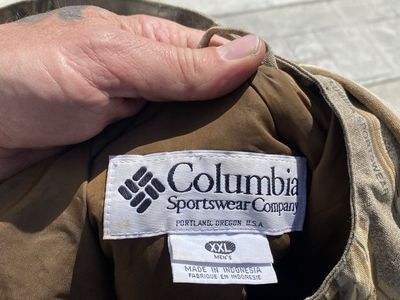 Columbia
Sportswear Company
PORTLAND, OREGON U.S.A.
XXL
MEN'S
MADE IN INDONESIA
FABRIQUE EN INDONESIE